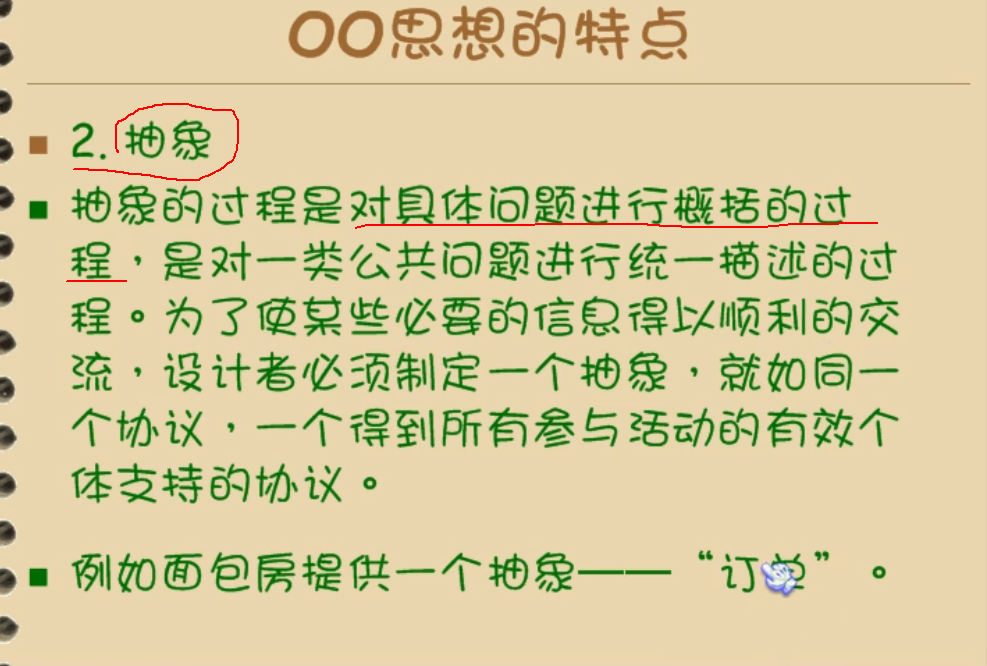 OO思想的特点
2. 抽象
抽象的过程是对具体问题进行概括的过
程，是对一类公共问题进行统一描述的过
程。为了使某些必要的信息得以顺利的交
流，设计者必须制定一个抽象，就如同一
个协议，一个得到所有参与活动的有效个
体支持的协议。
例如面包房提供一个抽象——“订单”。